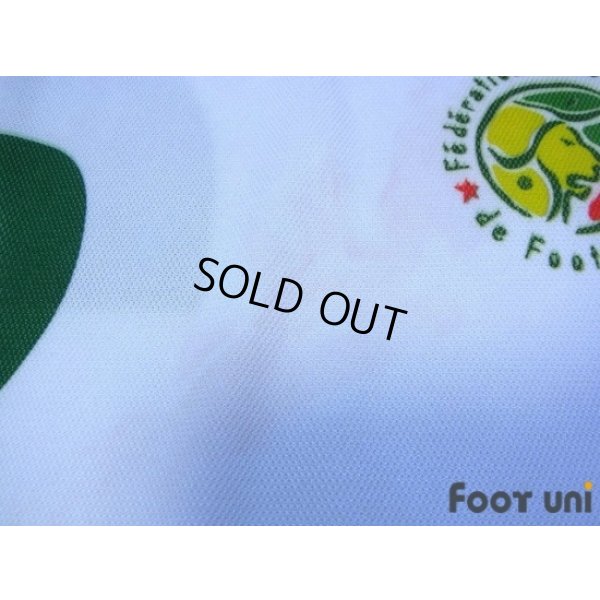 Fédérati
de Foot
SOLD OUT
FOOT UNI